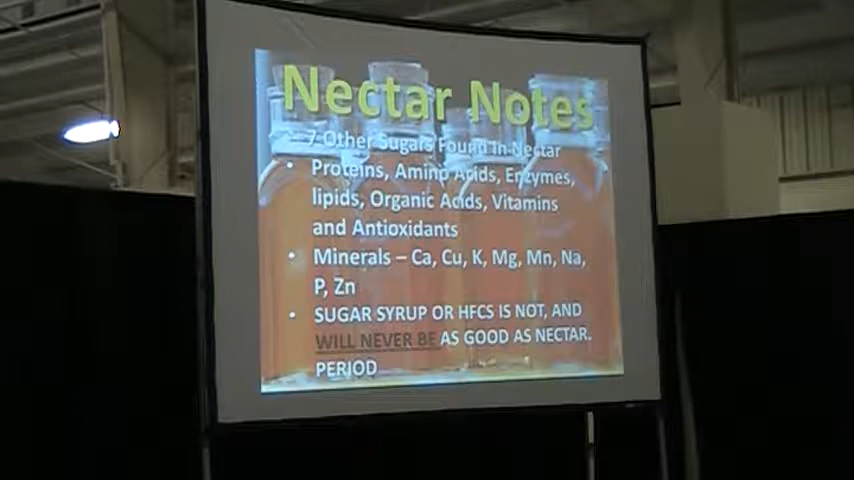 Nectar Notes
• 7 Other Sugars Found In Nectar
• Proteins, Amino Acids, Enzymes,
lipids, Organic Acids, Vitamins
and Antioxidants
• Minerals – Ca, Cu, K, Mg, Mn, Na,
P, Zn
• SUGAR SYRUP OR HFCS IS NOT, AND
WILL NEVER BE AS GOOD AS NECTAR.
PERIOD